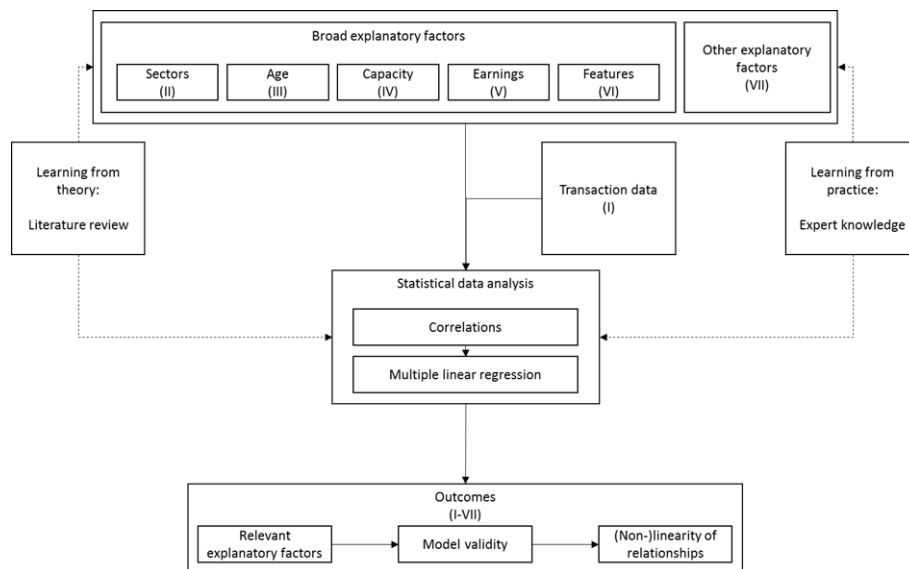 Broad explanatory factors
Sectors
(II)
Age
(III)
Capacity
(IV)
Earnings
(V)
Features
(VI)
Other explanatory
factors
(VII)
Learning from
theory:
Literature review
Transaction data
(I)
Learning from
practice:
Expert knowledge
Statistical data analysis
Correlations
Multiple linear regression
Outcomes
(I-VII)
Relevant
explanatory factors
Model validity
(Non-)linearity of
relationships